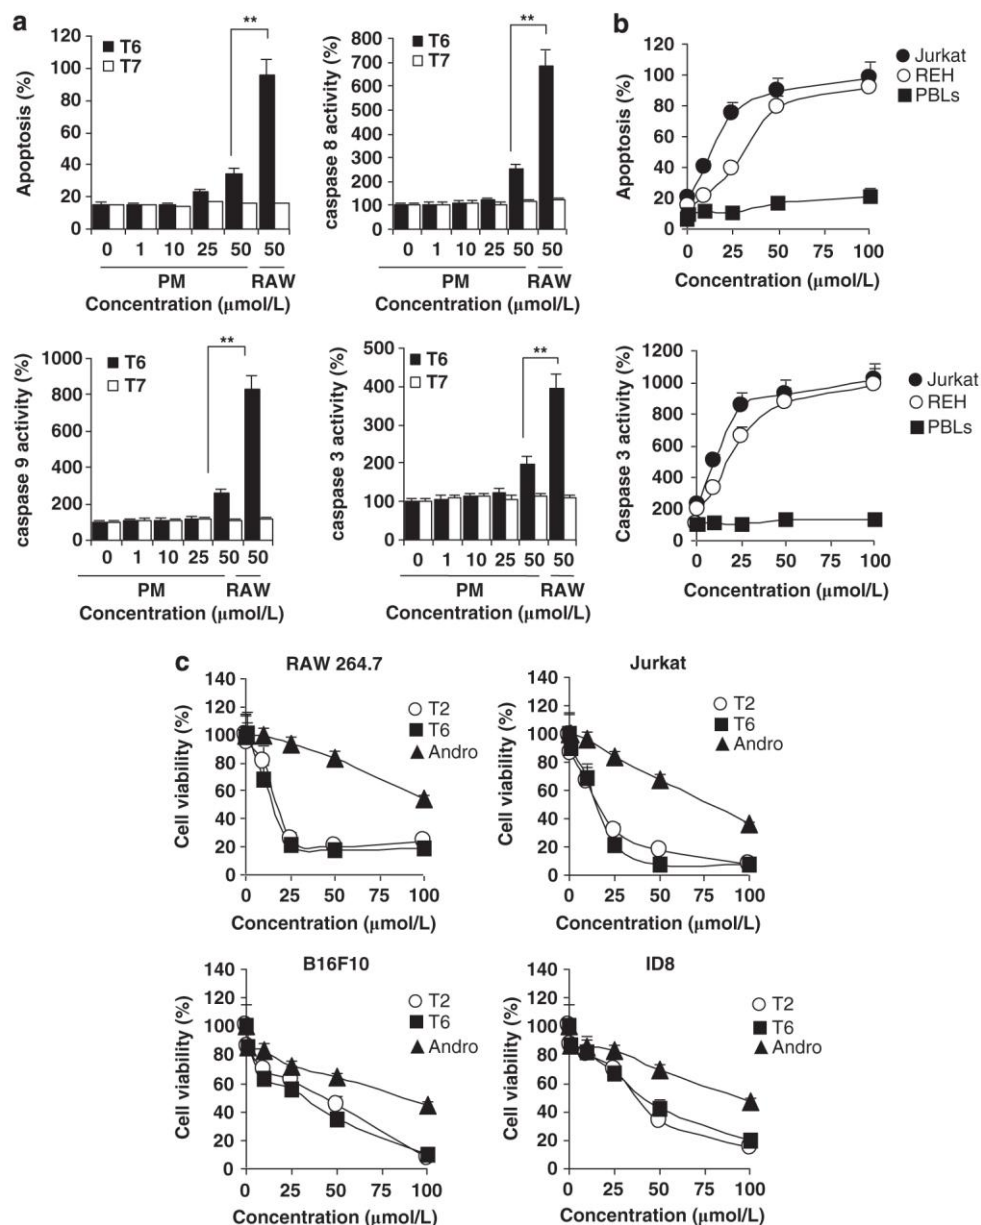 a
Apoptosis (%)
120
100
80
60
40
20
0
T6
T7
**
0 1 10 25 50 50
PM RAW
Concentration (μmol/L)
caspase 8 activity (%)
800
700
600
500
400
300
200
100
0
T6
T7
**
0 1 10 25 50 50
PM RAW
Concentration (μmol/L)
b
Apoptosis (%)
120
100
80
60
40
20
0
Jurkat
REH
PBLs
0 25 50 75 100
Concentration (μmol/L)
caspase 9 activity (%)
1000
800
600
400
200
0
T6
T7
**
0 1 10 25 50 50
PM RAW
Concentration (μmol/L)
caspase 3 activity (%)
500
400
300
200
100
0
T6
T7
**
0 1 10 25 50 50
PM RAW
Concentration (μmol/L)
Caspase 3 activity (%)
1200
1000
800
600
400
200
0
Jurkat
REH
PBLs
0 25 50 75 100
Concentration (μmol/L)
c
RAW 264.7
Cell viability (%)
140
120
100
80
60
40
20
0
T2
T6
Andro
0 25 50 75 100
Concentration (μmol/L)
Jurkat
Cell viability (%)
140
120
100
80
60
40
20
0
T2
T6
Andro
0 25 50 75 100
Concentration (μmol/L)
B16F10
Cell viability (%)
140
120
100
80
60
40
20
0
T2
T6
Andro
0 25 50 75 100
Concentration (μmol/L)
ID8
Cell viability (%)
140
120
100
80
60
40
20
0
T2
T6
Andro
0 25 50 75 100
Concentration (μmol/L)